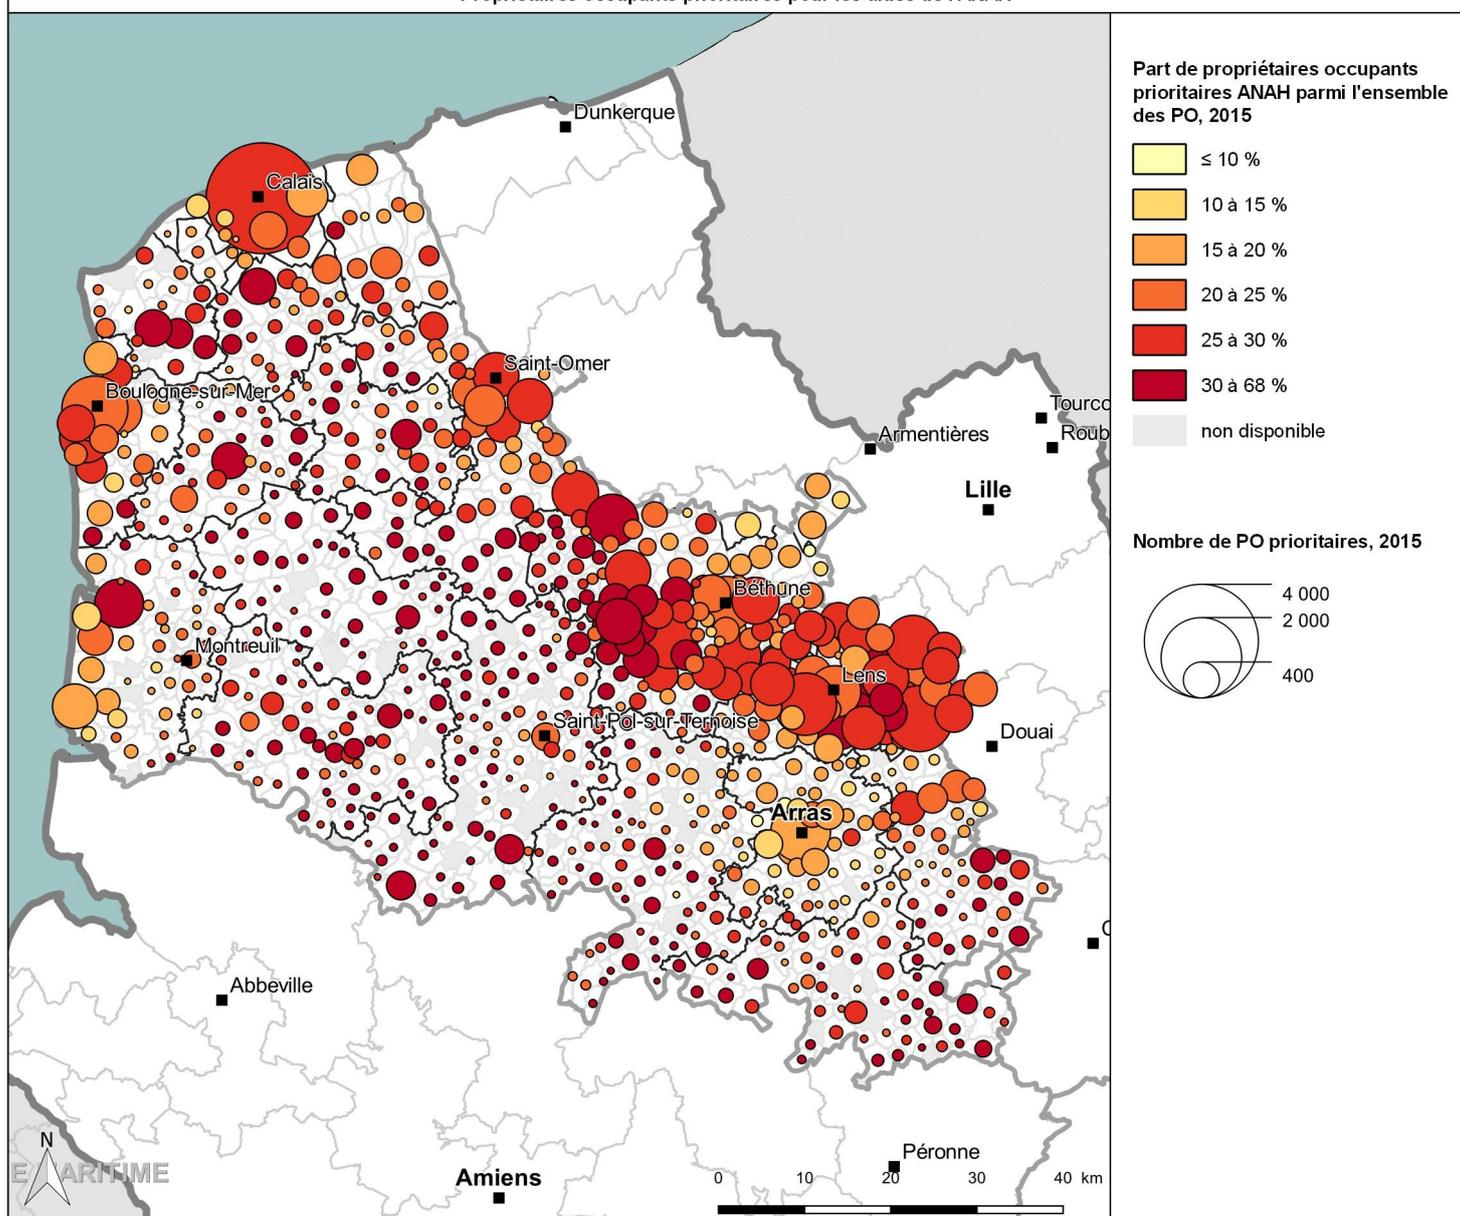 Dunkerque
Calais
Saint-Omer
Boulogne-sur-Mer
Tourco
Armentières
Roub
Lille
Béthune
Montreuil
Lens
Saint-Pol-sur-Ternoise
Douai
Arras
C
Abbeville
Péronne
Amiens
N
E MARITIME
0 10 20 30 40 km
Part de propriétaires occupants
prioritaires ANAH parmi l'ensemble
des PO, 2015
≤ 10 %
10 à 15 %
15 à 20 %
20 à 25 %
25 à 30 %
30 à 68 %
non disponible
Nombre de PO prioritaires, 2015
4 000
2 000
400